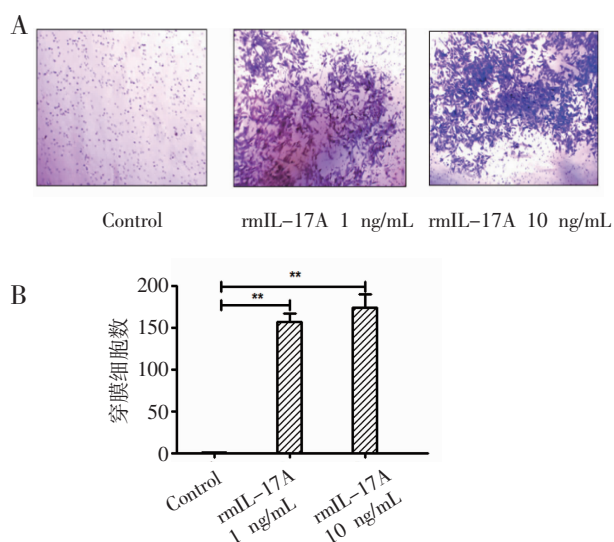 A
Control rmIL-17A 1 ng/mL rmIL-17A 10 ng/mL
B
穿膜细胞数
200
150
100
50
0
**
**
Control
rmIL-17A
1 ng/mL
rmIL-17A
10 ng/mL